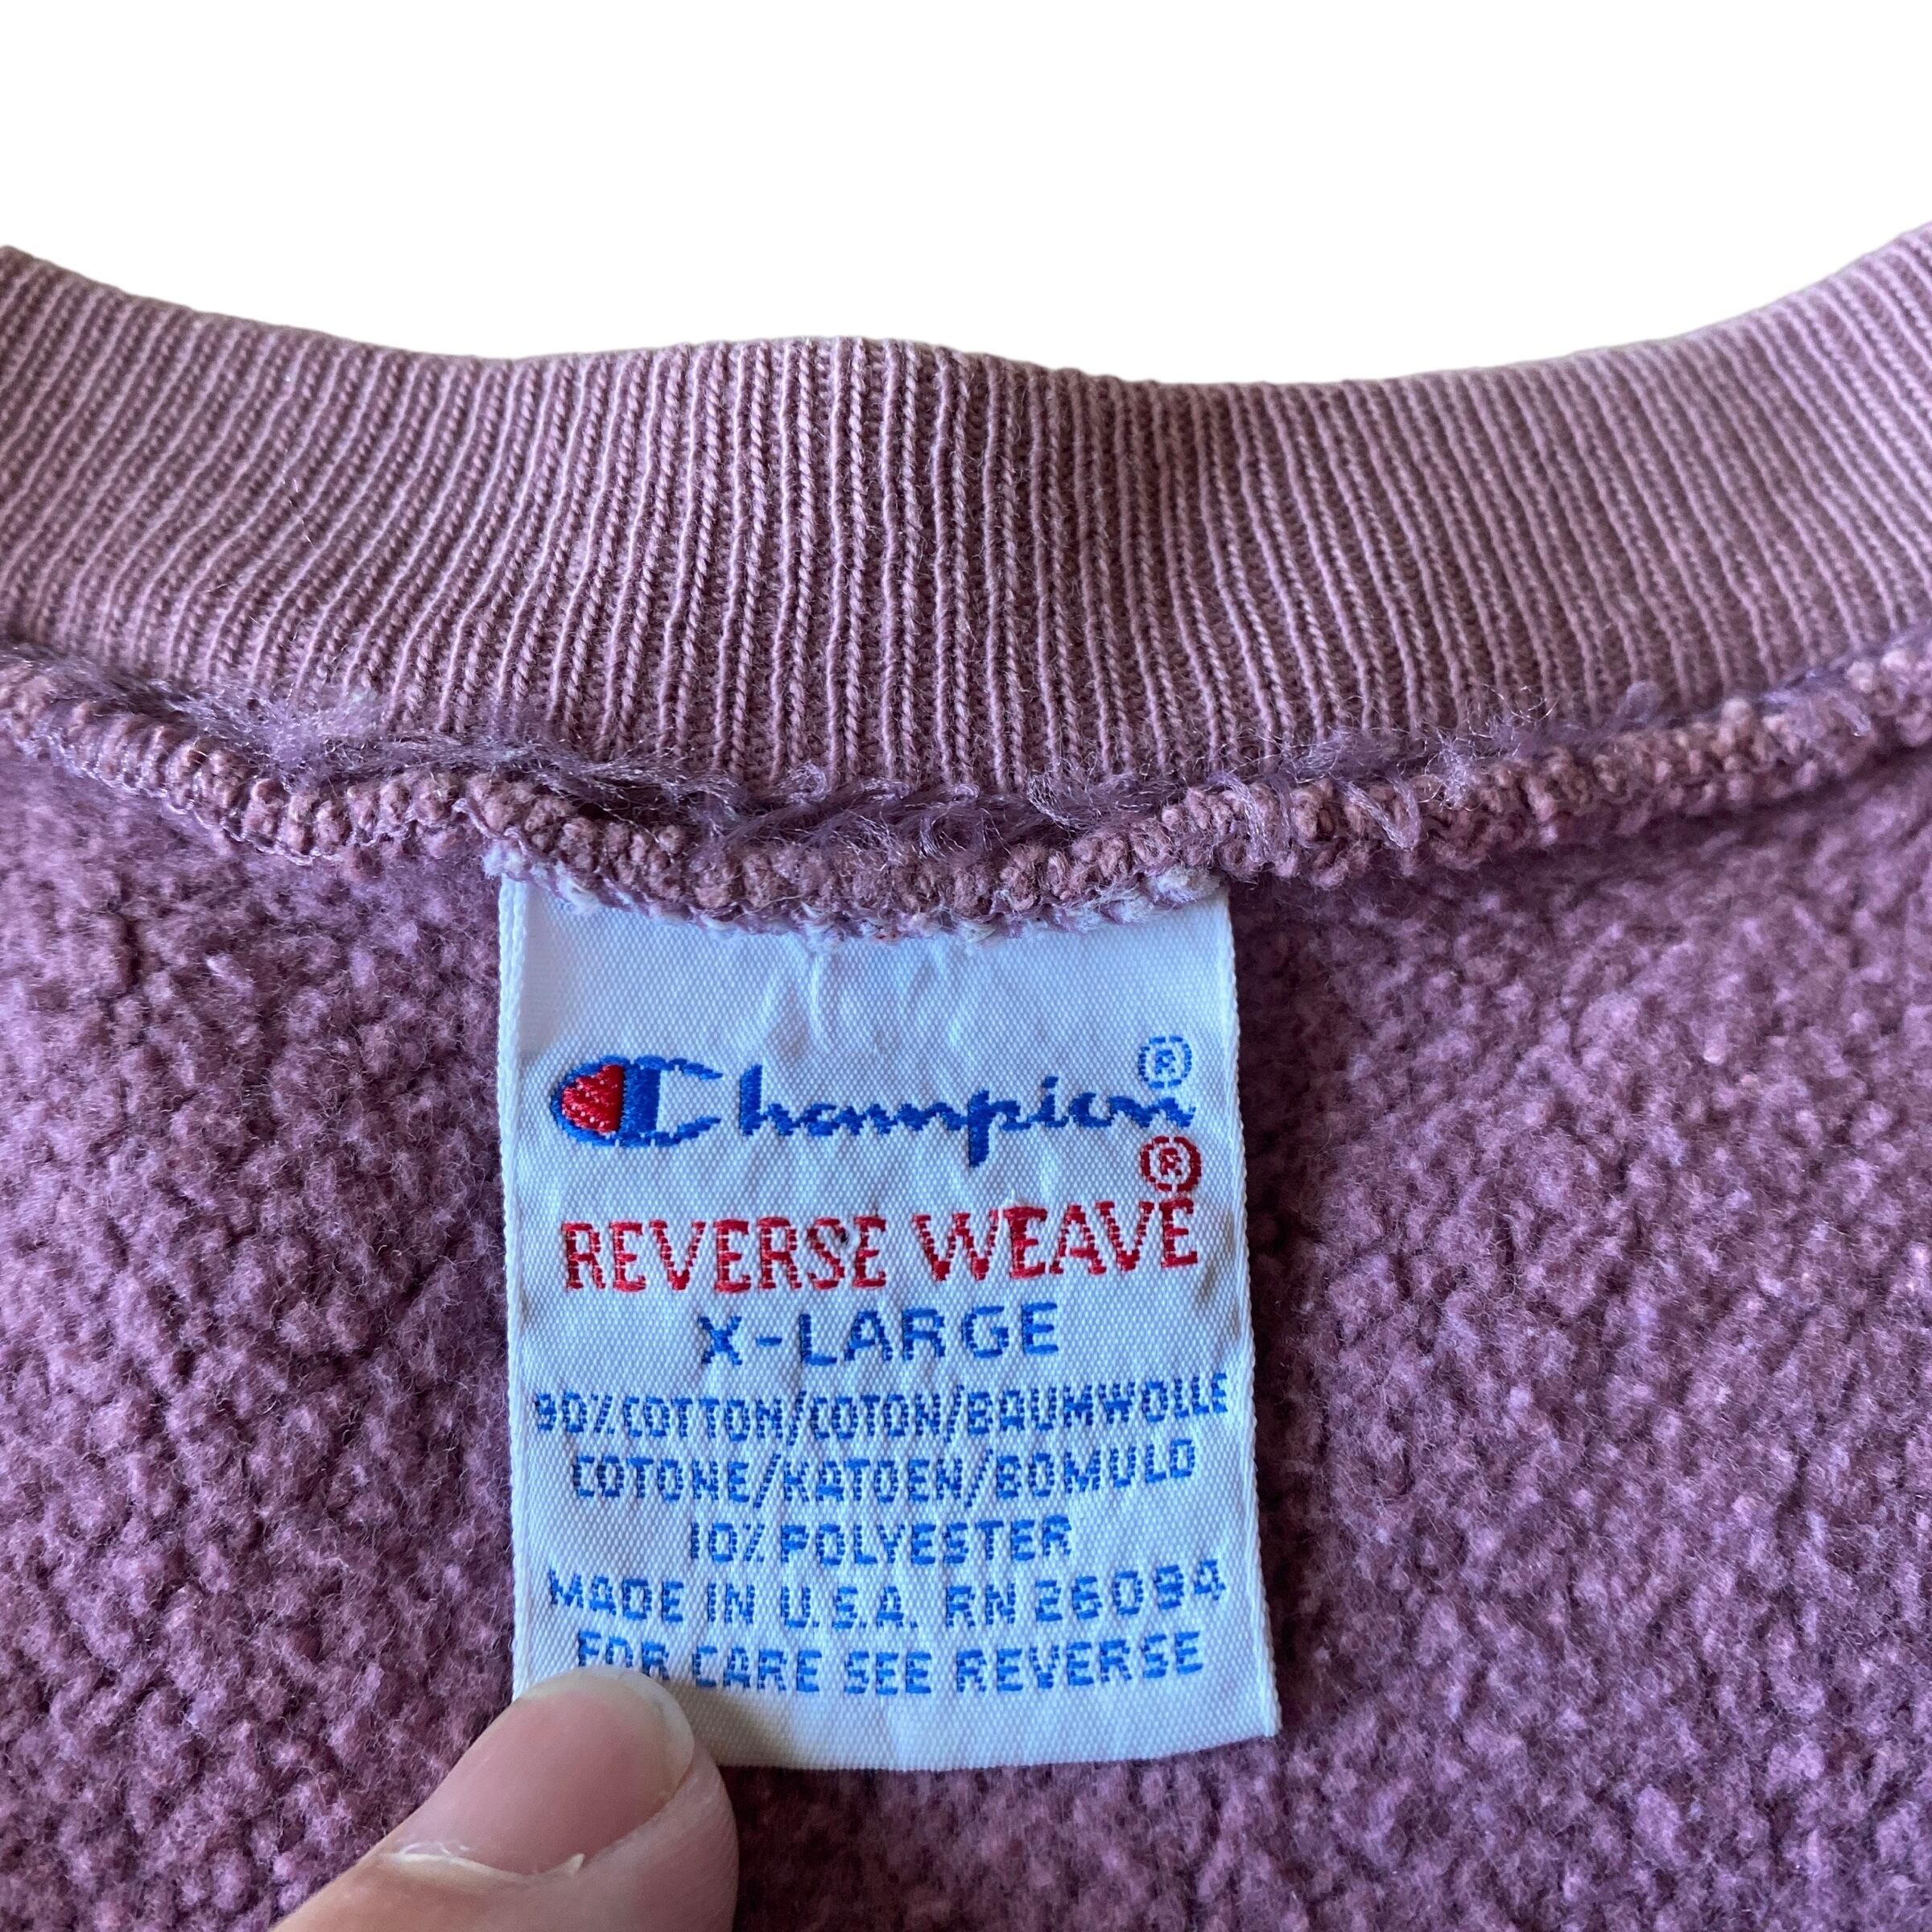 Champion®
REVERSE WEAVE®
X-LARGE
90% COTTON/COTON/BAUMWOLLE
COTONE/KATOEN/BOMULD
10% POLYESTER
MADE IN U.S.A. RN 26094
FOR CARE SEE REVERSE